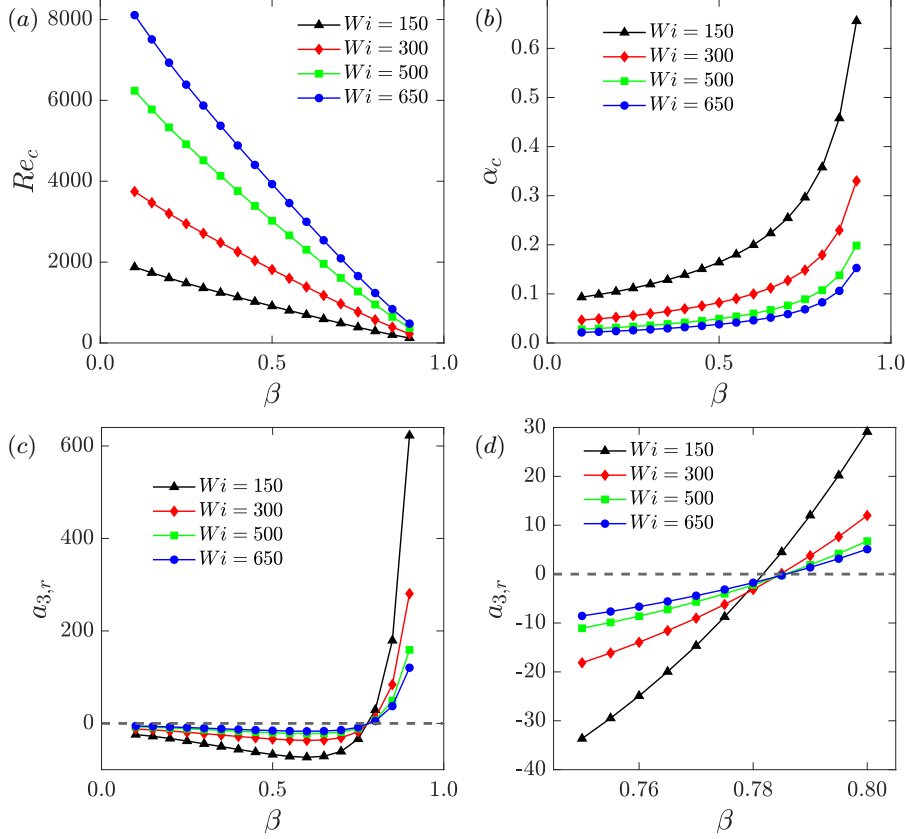 (a)
Wi = 150
Wi = 300
Wi = 500
Wi = 650
8000
6000
4000
2000
0
Re_c
0.0 0.5 1.0
β
(b)
Wi = 150
Wi = 300
Wi = 500
Wi = 650
0.6
0.5
0.4
0.3
0.2
0.1
0.0
α_c
0.0 0.5 1.0
β
(c)
Wi = 150
Wi = 300
Wi = 500
Wi = 650
600
400
200
0
a_{3,r}
0.0 0.5 1.0
β
(d)
Wi = 150
Wi = 300
Wi = 500
Wi = 650
30
20
10
0
-10
-20
-30
-40
a_{3,r}
0.76 0.78 0.80
β